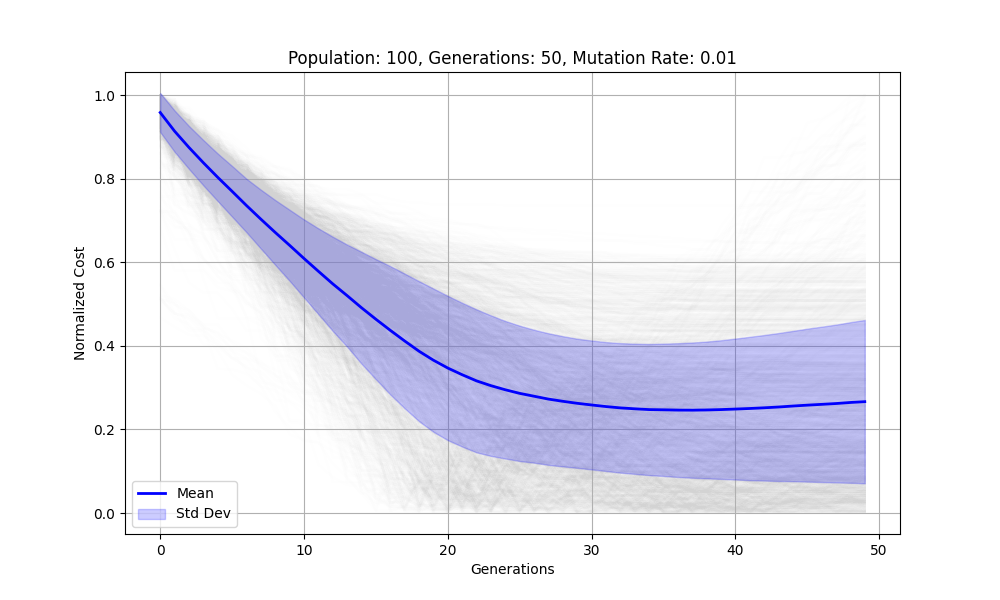 Population: 100, Generations: 50, Mutation Rate: 0.01
1.0
0.8
0.6
0.4
0.2
0.0
Normalized Cost
Mean
Std Dev
0 10 20 30 40 50
Generations